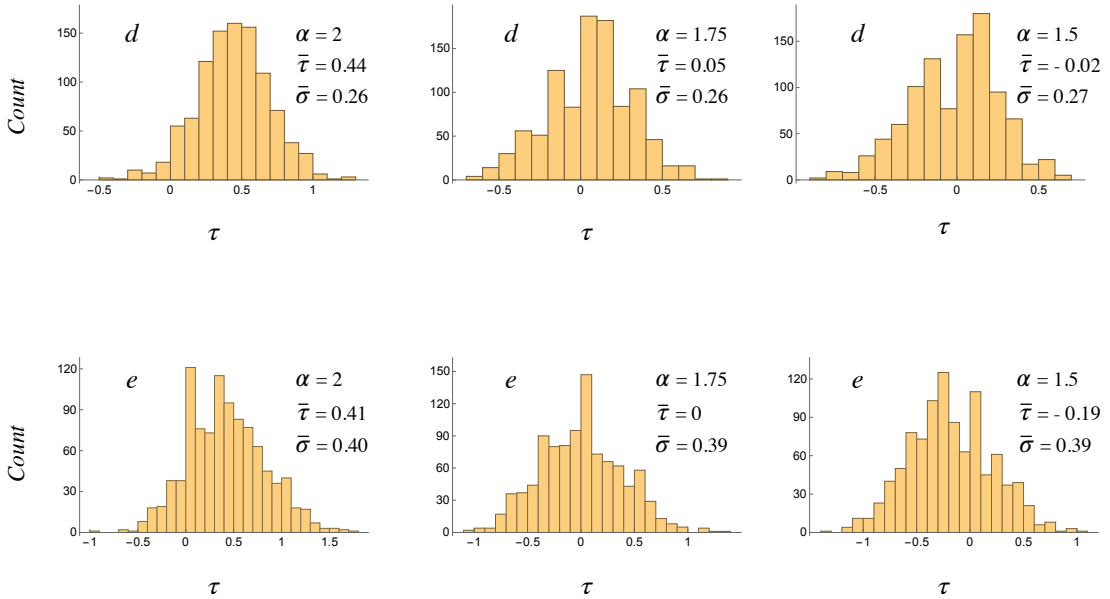 d
α = 2
τ̄ = 0.44
σ̄ = 0.26
Count
150
100
50
0
−0.5 0 0.5 1
τ
d
α = 1.75
τ̄ = 0.05
σ̄ = 0.26
150
100
50
0
−0.5 0 0.5
τ
d
α = 1.5
τ̄ = - 0.02
σ̄ = 0.27
150
100
50
0
−0.5 0 0.5
τ
e
α = 2
τ̄ = 0.41
σ̄ = 0.40
Count
120
90
60
30
0
−1 −0.5 0 0.5 1 1.5
τ
e
α = 1.75
τ̄ = 0
σ̄ = 0.39
150
120
90
60
30
0
−1 −0.5 0 0.5 1
τ
e
α = 1.5
τ̄ = - 0.19
σ̄ = 0.39
120
90
60
30
0
−1 −0.5 0 0.5 1
τ